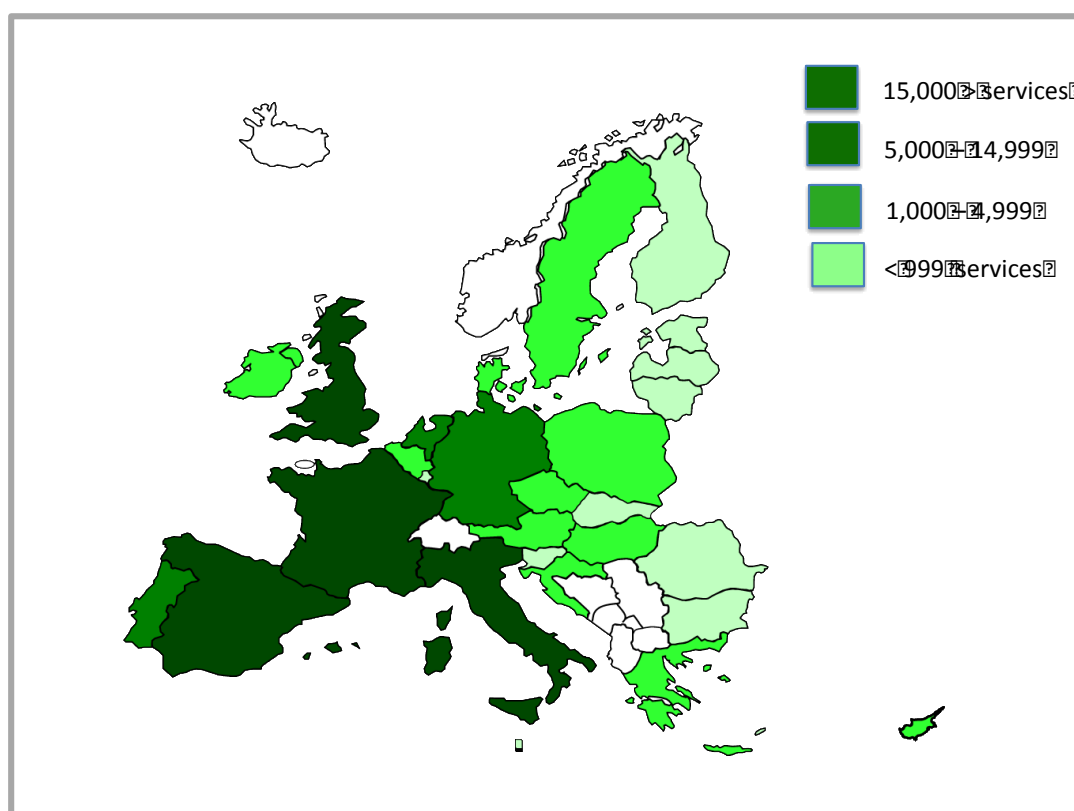 15,000 > services
5,000 – 14,999
1,000 – 4,999
< 999 services